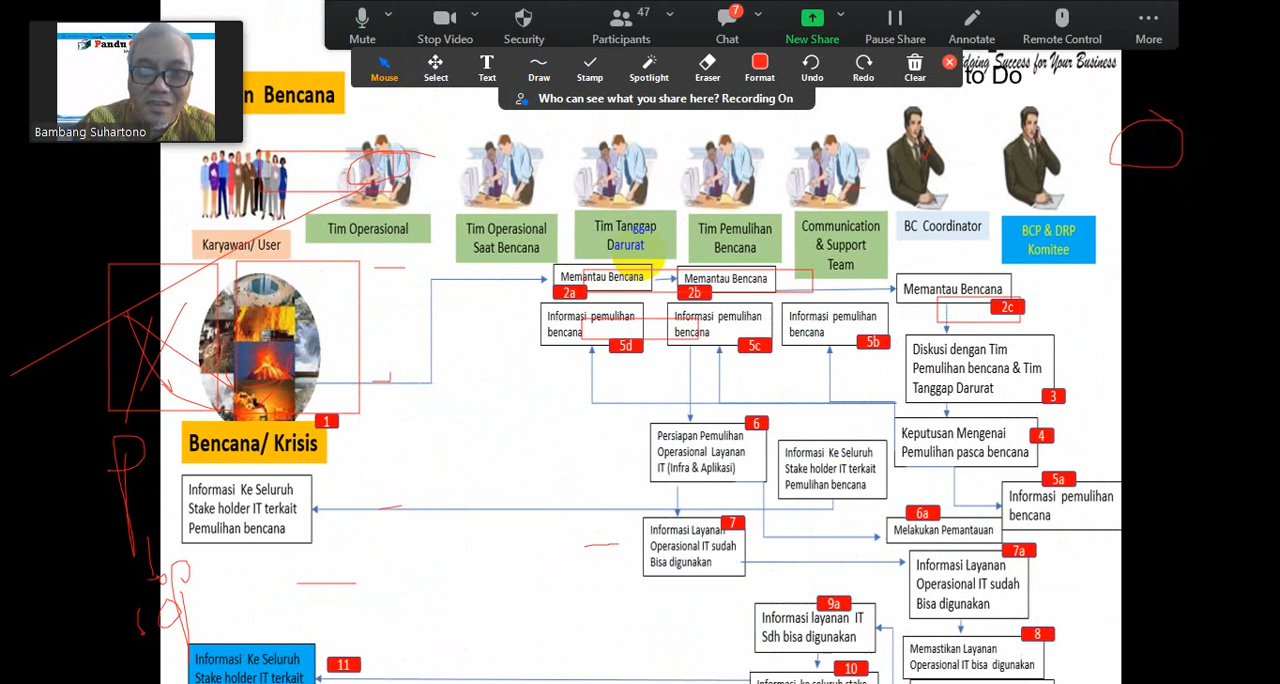 47
7
Mute
Stop Video
Security
Participants
Chat
New Share
Pause Share
Annotate
Remote Control
More
Mouse
Select
Text
Draw
Stamp
Spotlight
Eraser
Format
Undo
Redo
Clear
Who can see what you share here? Recording On
Success for Your Business
to Do
Bambang Suhartono
Bencana
Karyawan/ User
Tim Operasional
Tim Operasional
Saat Bencana
Tim Tanggap
Darurat
Tim Pemulihan
Bencana
Communication
& Support
Team
BC Coordinator
BCP & DRP
Komitee
Memantau Bencana
2a
Memantau Bencana
2b
Memantau Bencana
2c
Informasi pemulihan
bencana
5d
Informasi pemulihan
bencana
5c
Informasi pemulihan
bencana
5b
Diskusi dengan Tim
Pemulihan bencana & Tim
Tanggap Darurat
3
1
Bencana/ Krisis
6
Persiapan Pemulihan
Operasional Layanan
IT (Infra & Aplikasi)
Keputusan Mengenai
Pemulihan pasca bencana
4
Informasi Ke Seluruh
Stake holder IT terkait
Pemulihan bencana
5a
Informasi pemulihan
bencana
Informasi Ke Seluruh
Stake holder IT terkait
Pemulihan bencana
7
Informasi Layanan
Operasional IT sudah
Bisa digunakan
6a
Melakukan Pemantauan
7a
Informasi Layanan
Operasional IT sudah
Bisa digunakan
9a
Informasi layanan IT
Sdh bisa digunakan
8
Memastikan Layanan
Operasional IT bisa digunakan
10
Informasi ke seluruh stake
11
Informasi Ke Seluruh
Stake holder IT terkait